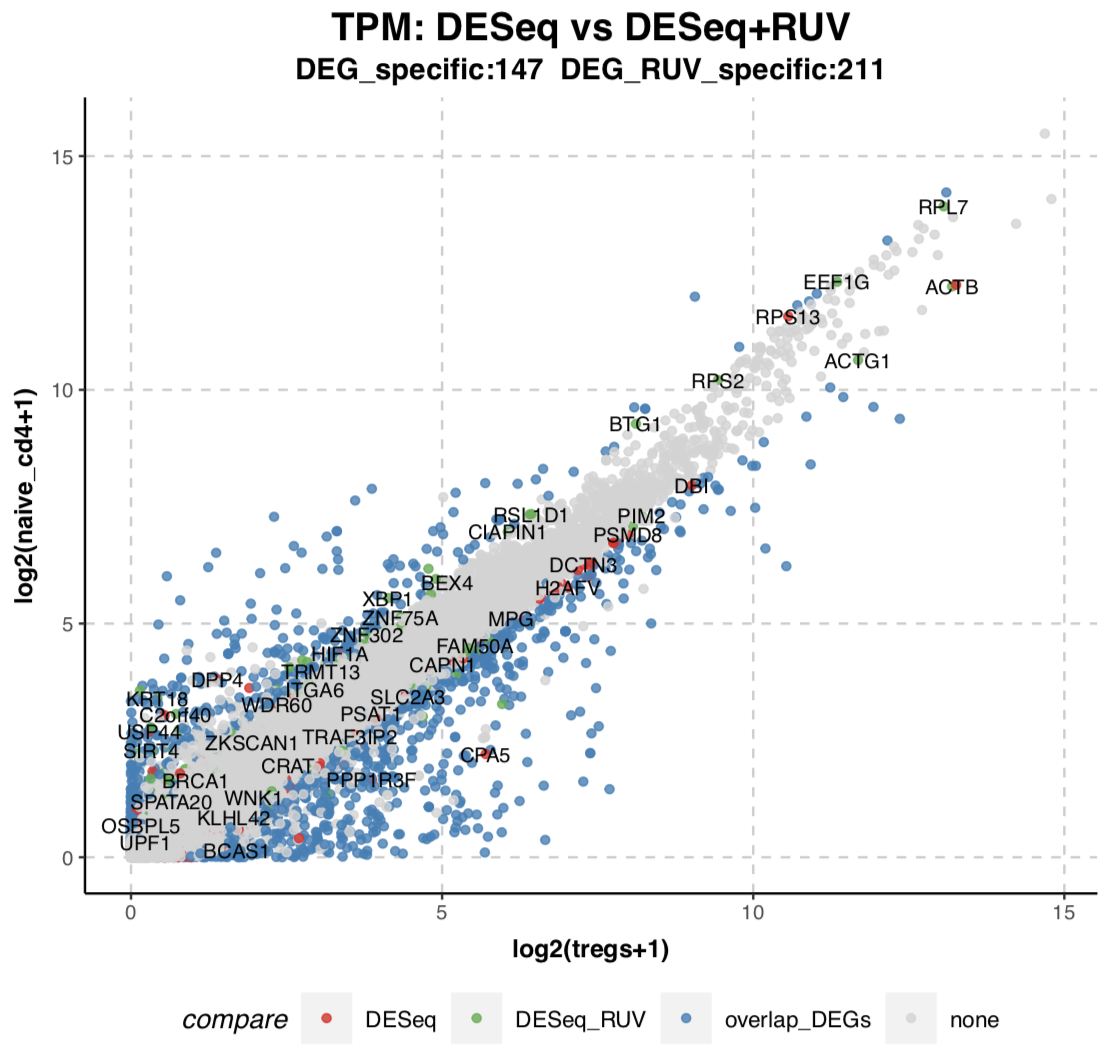 TPM: DESeq vs DESeq+RUV
DEG_specific:147 DEG_RUV_specific:211
log2(naive_cd4+1)
15
10
5
0
RPL7
EEF1G
ACTB
RPS13
ACTG1
RPS2
BTG1
DBI
RSL1D1
PIM2
CIAPIN1
PSMD8
DCTN3
BEX4
H2AFV
XBP1
ZNF75A
MPG
ZNF302
FAM50A
HIF1A
CAPN1
TRMT13
DPP4
ITGA6
KRT18
SLC2A3
WDR60
C2orf40
PSAT1
USP44
TRAF3IP2
ZKSCAN1
SIRT4
CPA5
CRAT
BRCA1
PPP1R3F
WNK1
SPATA20
KLHL42
OSBPL5
UPF1
BCAS1
0 5 10 15
log2(tregs+1)
compare DESeq DESeq_RUV overlap_DEGs none